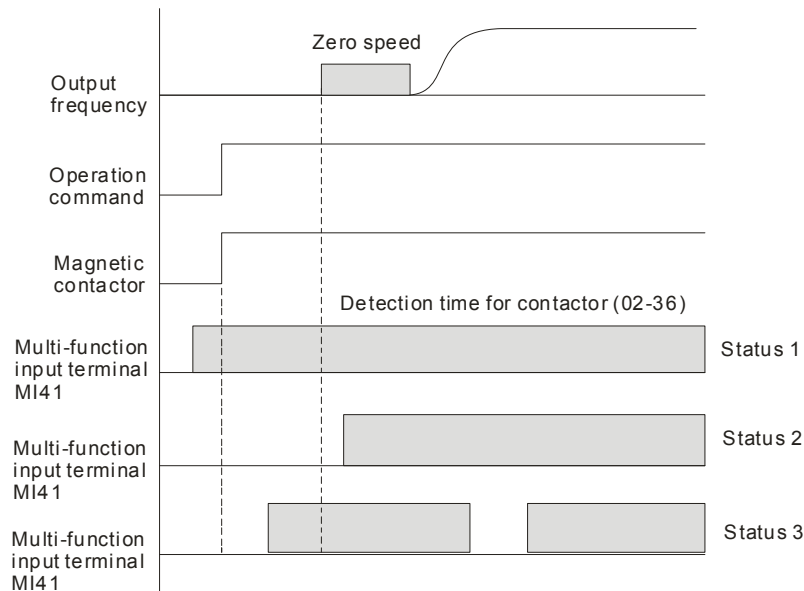 Zero speed
Output
frequency
Operation
command
Magnetic
contactor
Detection time for contactor (02-36)
Multi-function
input terminal
MI41
Status 1
Multi-function
input terminal
MI41
Status 2
Multi-function
input terminal
MI41
Status 3